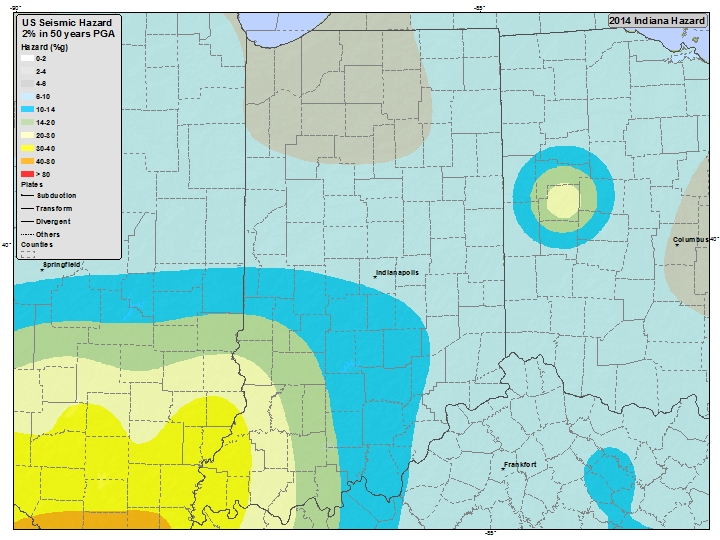 -90°
-85°
US Seismic Hazard
2% in 50 years PGA
Hazard (%g)
0-2
2-4
4-6
6-10
10-14
14-20
20-30
30-40
40-80
> 80
Plates
Subduction
Transform
Divergent
Others
Counties
2014 Indiana Hazard
40°
Columbus
40°
Springfield
Indianapolis
Frankfort
-85°